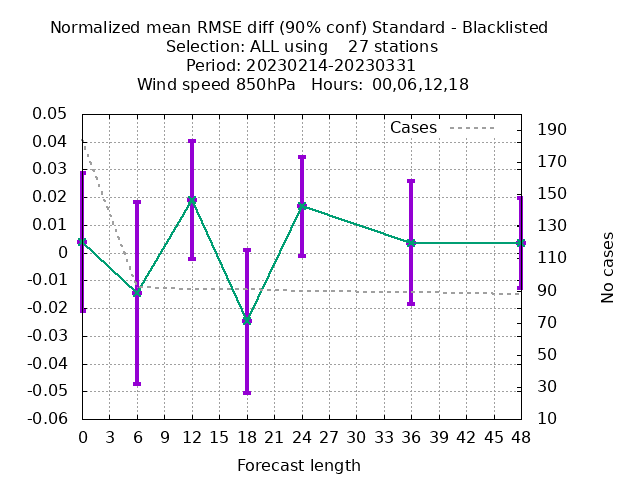 Normalized mean RMSE diff (90% conf) Standard - Blacklisted
Selection: ALL using    27 stations
Period: 20230214-20230331
Wind speed 850hPa   Hours:  00,06,12,18
Cases
0.05
0.04
0.03
0.02
0.01
0
-0.01
-0.02
-0.03
-0.04
-0.05
-0.06
190
170
150
130
110
90
70
50
30
10
No cases
0 3 6 9 12 15 18 21 24 27 30 33 36 39 42 45 48
Forecast length